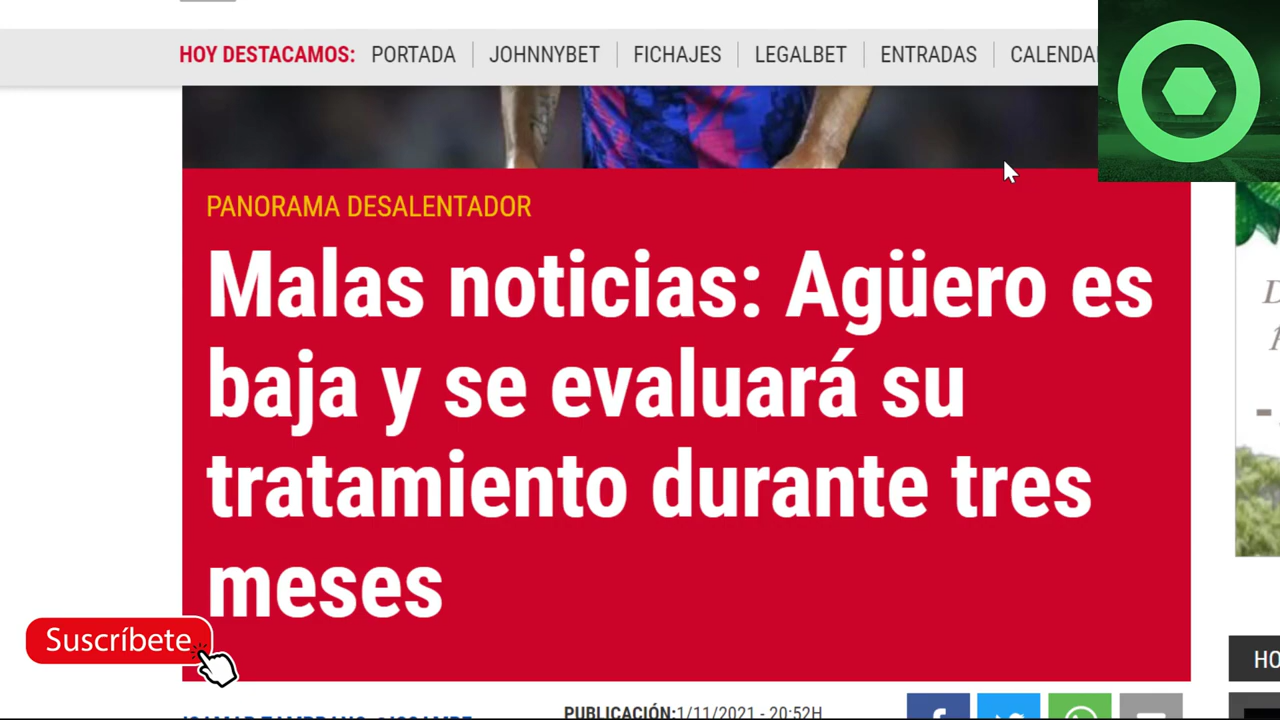 HOY DESTACAMOS: PORTADA JOHNNYBET FICHAJES LEGALBET ENTRADAS
PANORAMA DESALENTADOR
Malas noticias: Agüero es
baja y se evaluará su
tratamiento durante tres
meses
Suscríbete
PUBLICACIÓN:1/11/2021 - 20:52H
HO